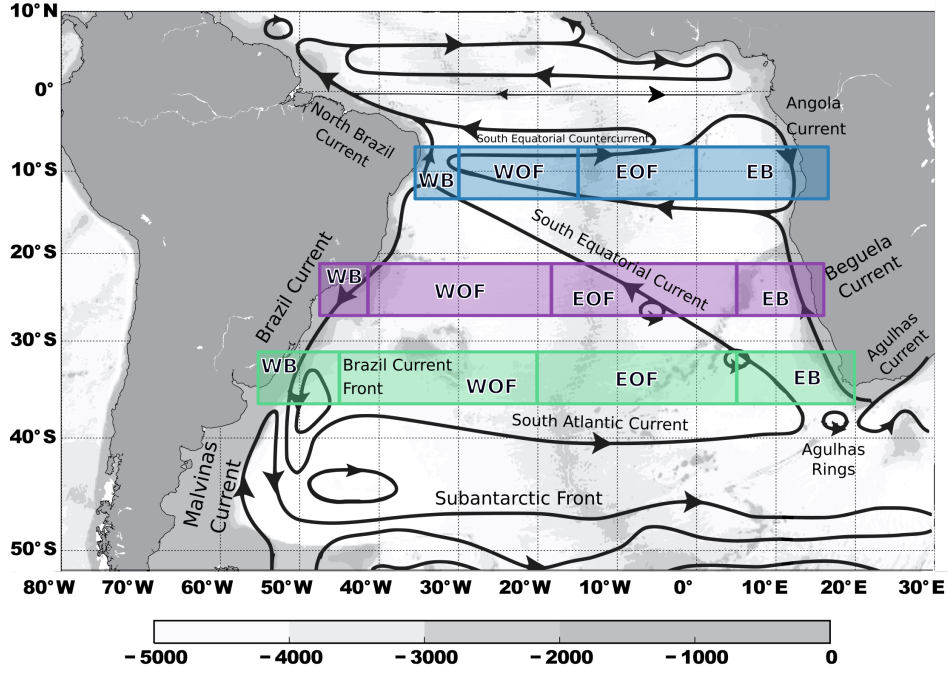 10°N
0°
10°S
20°S
30°S
40°S
50°S
North Brazil
Current
South Equatorial Countercurrent
Angola
Current
WB
WOF
EOF
EB
South Equatorial Current
Brazil Current
Beguela
Current
WB
WOF
EOF
EB
Agulhas
Current
WB
Brazil Current
Front
WOF
EOF
EB
South Atlantic Current
Agulhas
Rings
Malvinas
Current
Subantarctic Front
80°W 70°W 60°W 50°W 40°W 30°W 20°W 10°W 0° 10°E 20°E 30°E
−5000 −4000 −3000 −2000 −1000 0